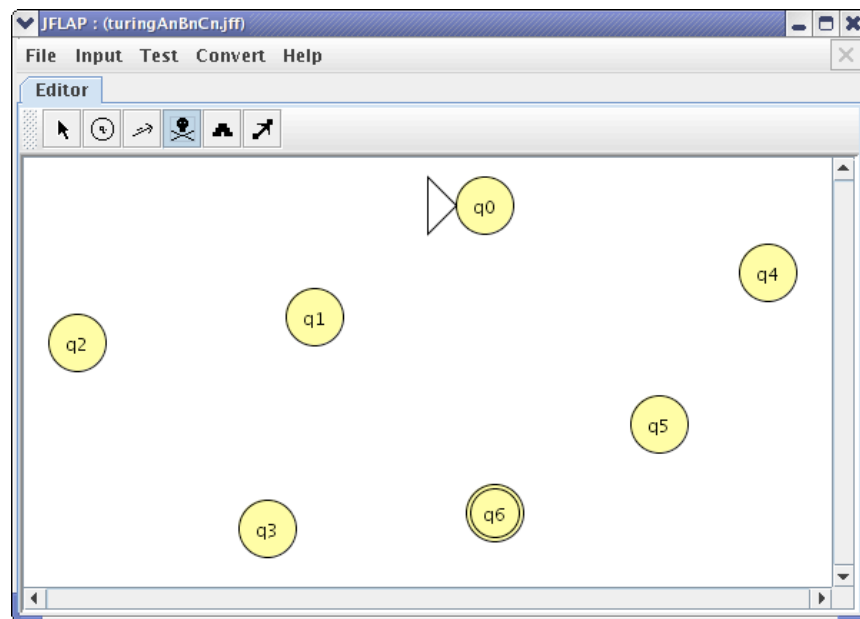 JFLAP : (turingAnBnCn.jff)
File Input Test Convert Help
Editor
q0
q4
q1
q2
q5
q6
q3